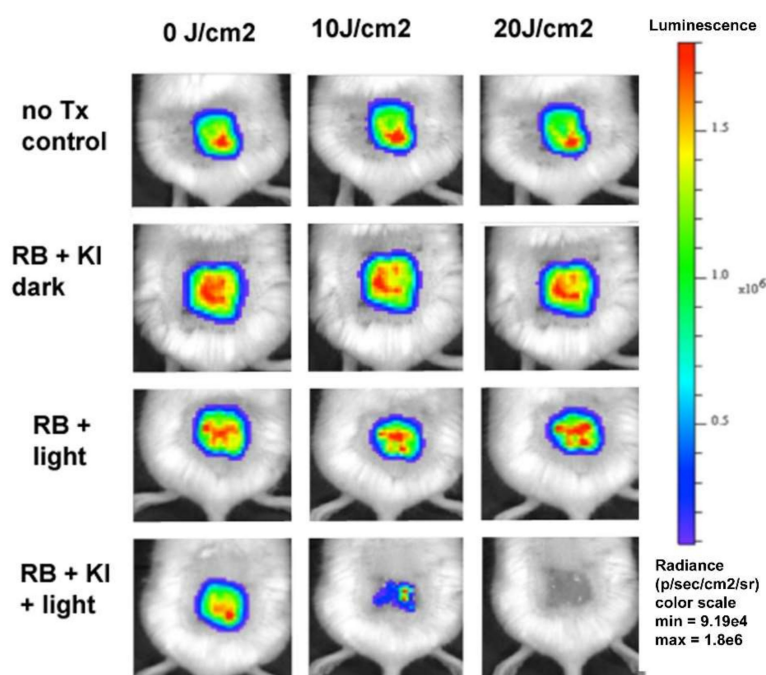 0 J/cm2 10J/cm2 20J/cm2
Luminescence
no Tx
control
RB + KI
dark
RB +
light
RB + KI
+ light
1.5
1.0
x10⁶
0.5
Radiance
(p/sec/cm2/sr)
color scale
min = 9.19e4
max = 1.8e6